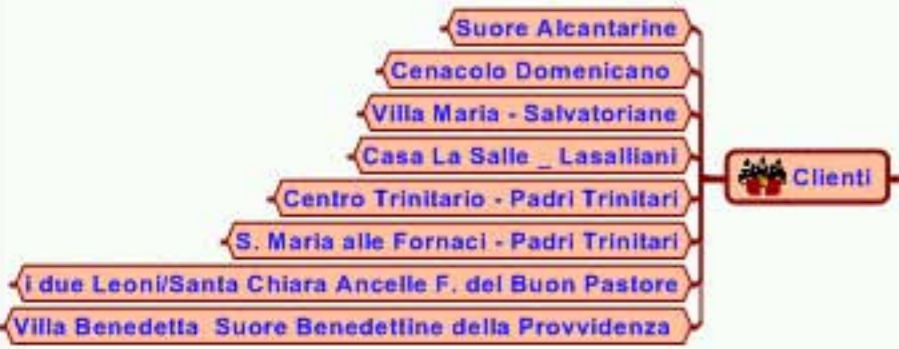 Suore Alcantarine
Cenacolo Domenicano
Villa Maria - Salvatoriane
Casa La Salle _ Lasalliani
Clienti
Centro Trinitario - Padri Trinitari
S. Maria alle Fornaci - Padri Trinitari
i due Leoni/Santa Chiara Ancelle F. del Buon Pastore
Villa Benedetta Suore Benedettine della Provvidenza